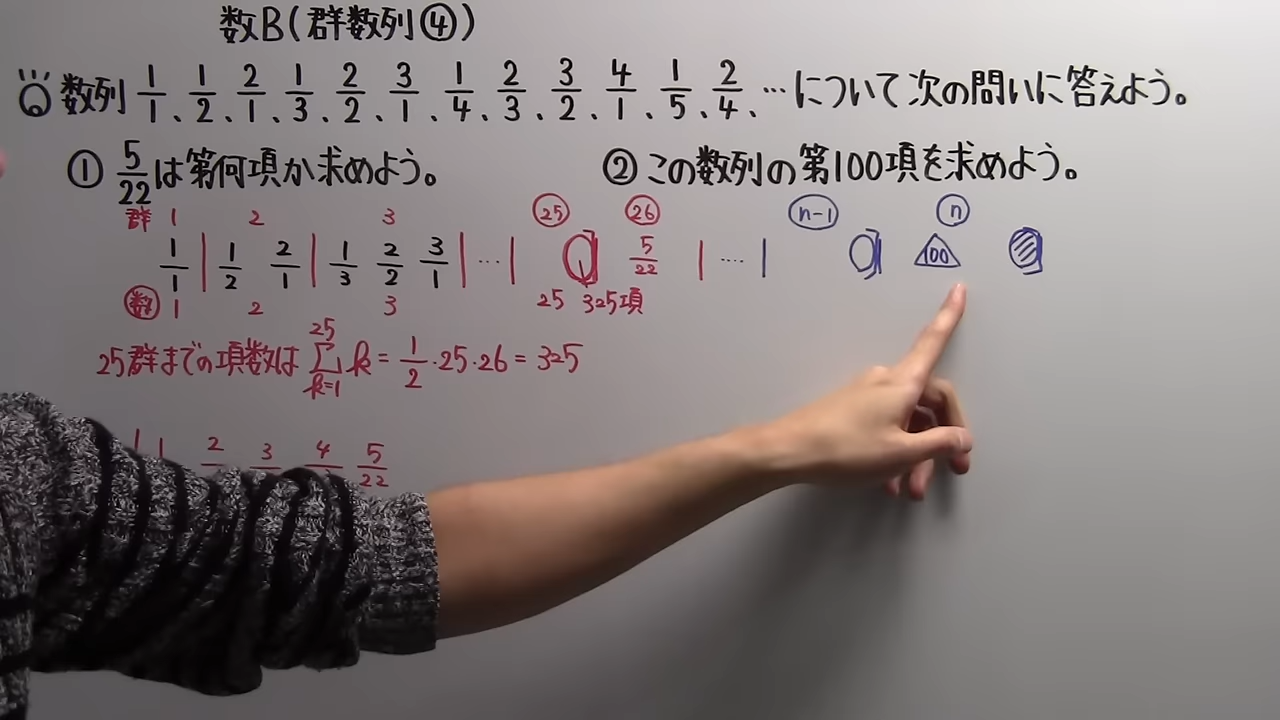 数B(群数列④)
数列 1/1、1/2、2/1、1/3、2/2、3/1、1/4、2/3、3/2、4/1、1/5、2/4、…について次の問いに答えよう。
① 5/22は第何項か求めよう。
② この数列の第100項を求めよう。
群 1 2 3 25 26 n-1 n
1/1 | 1/2 2/1 | 1/3 2/2 3/1 | … | 5/22 | … | 100
数 1 2 3 25 325項
25群までの項数は Σ[k=1→25] k = 1/2・25・26 = 325
1 2 3 4 5/22